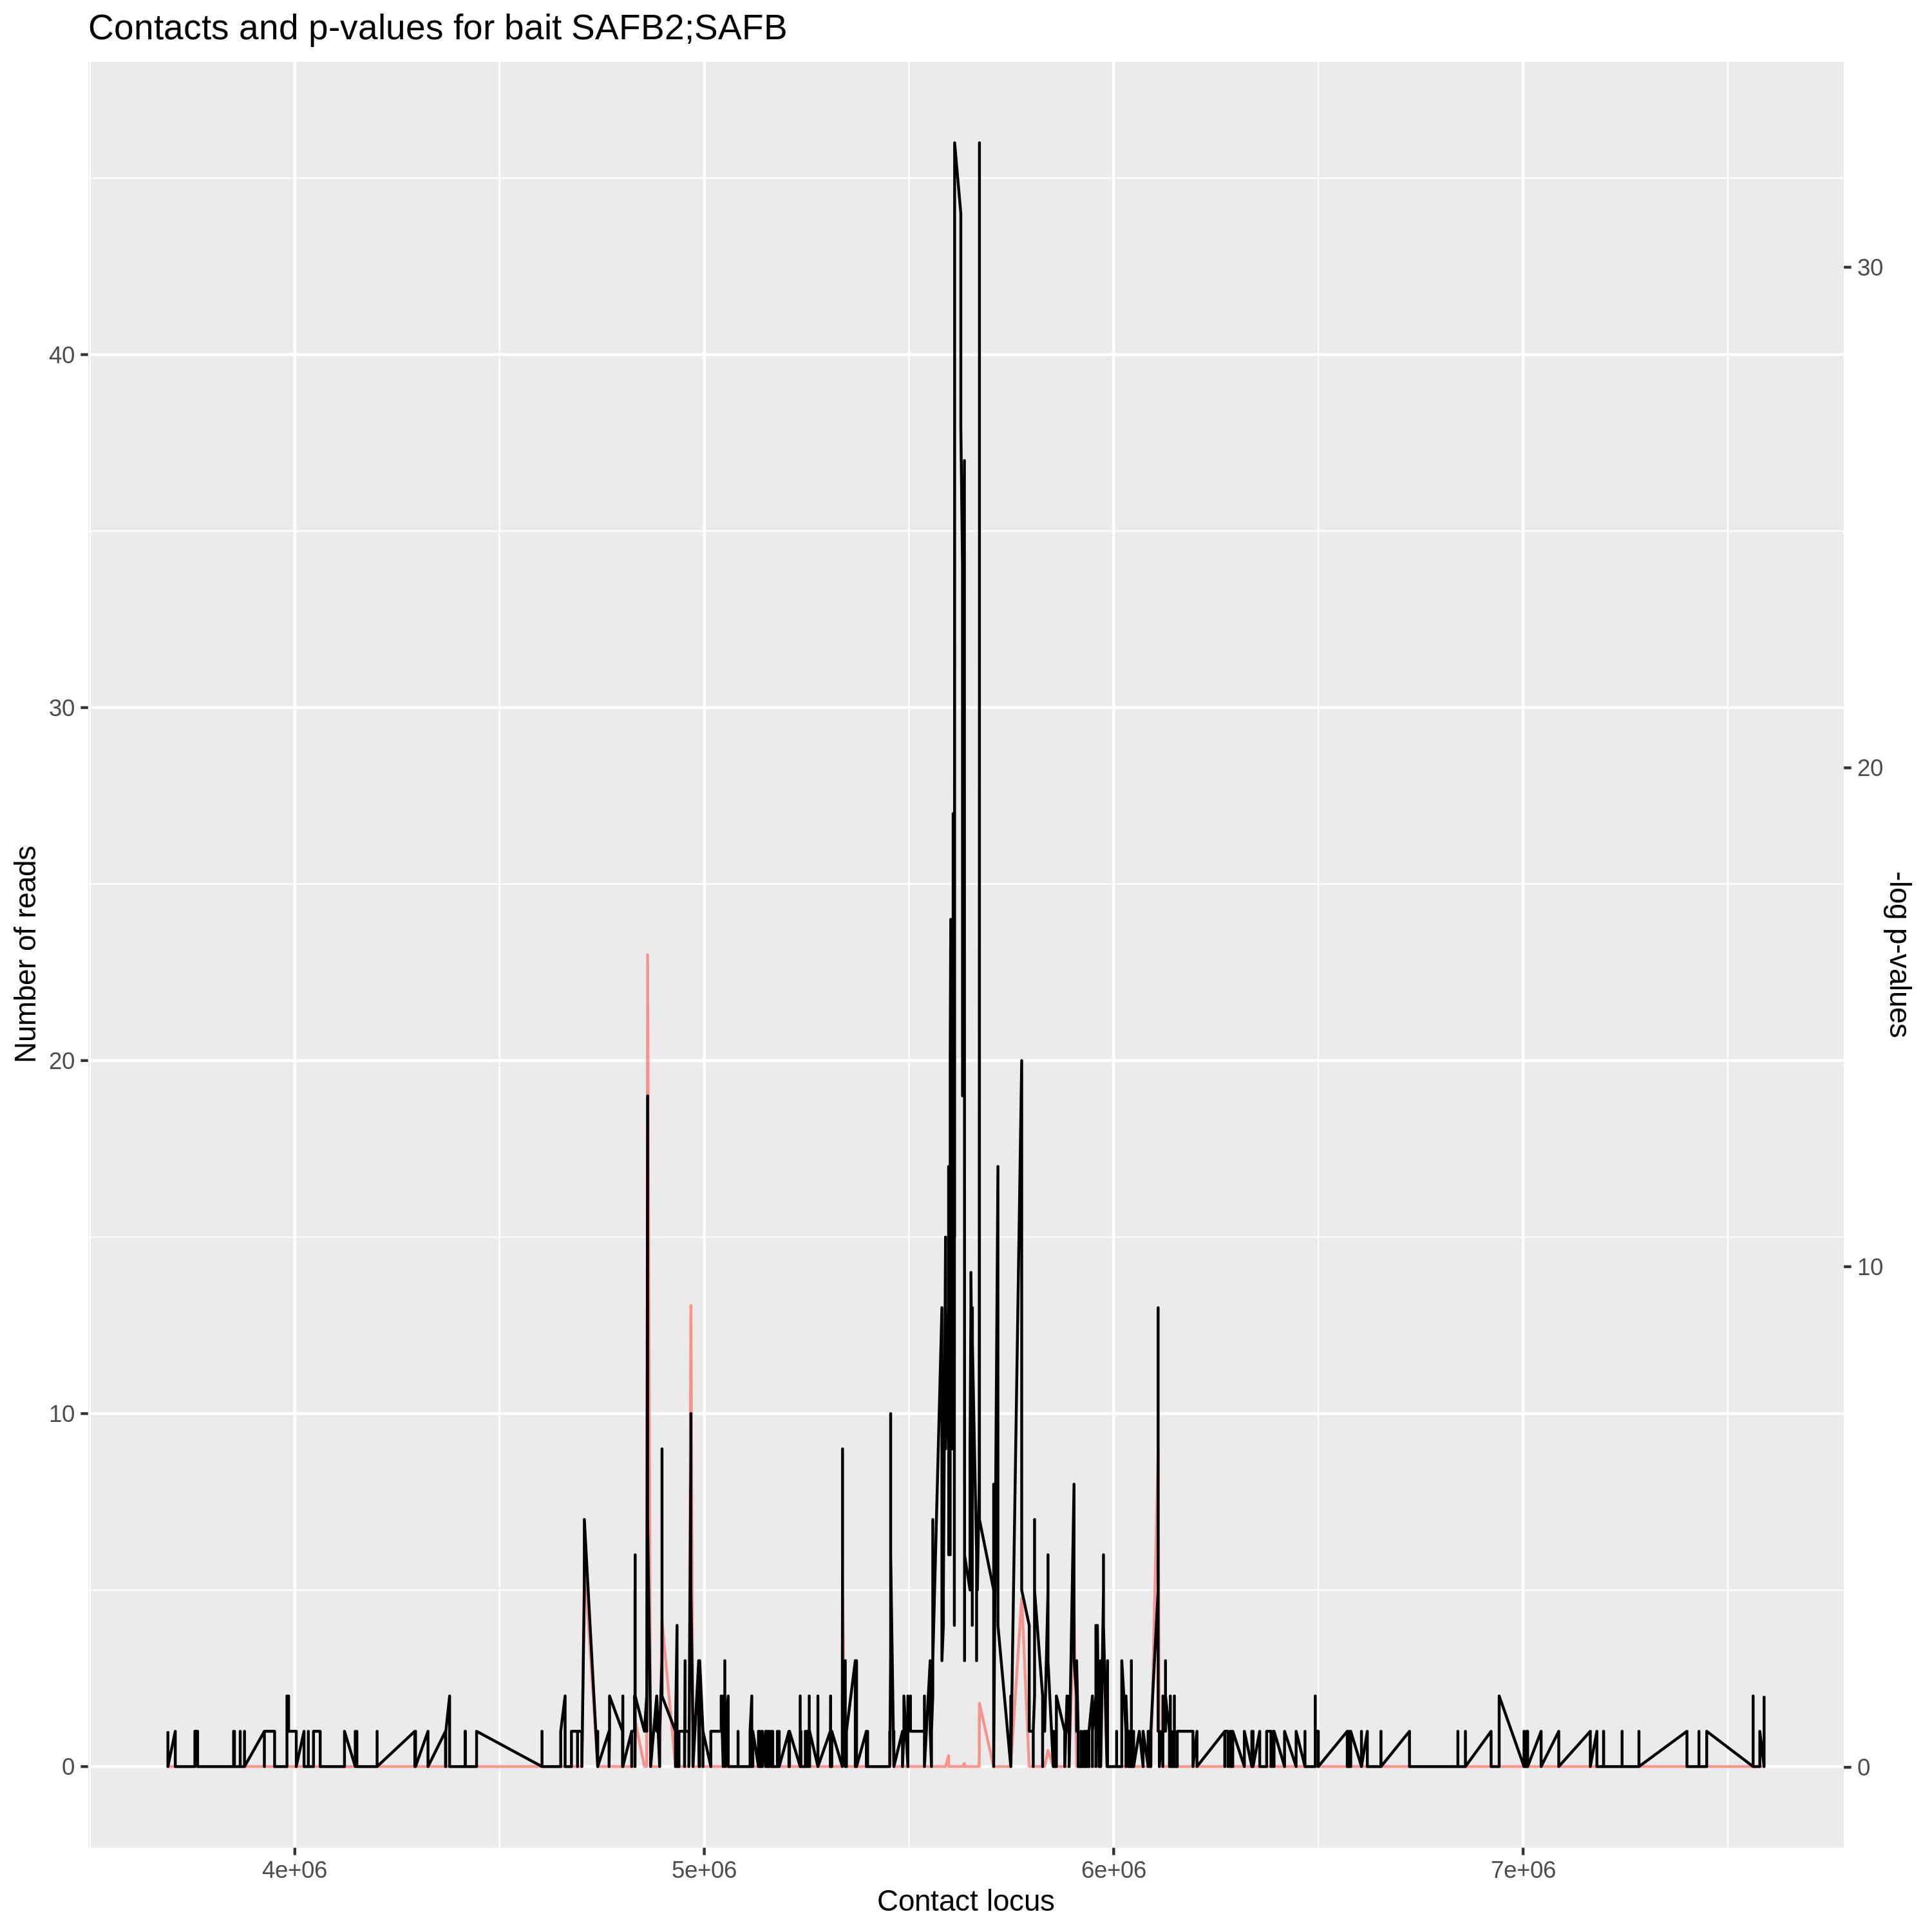 Contacts and p-values for bait SAFB2;SAFB
Number of reads
40
30
20
10
0
30
20
10
0
-log p-values
4e+06
5e+06
6e+06
7e+06
Contact locus